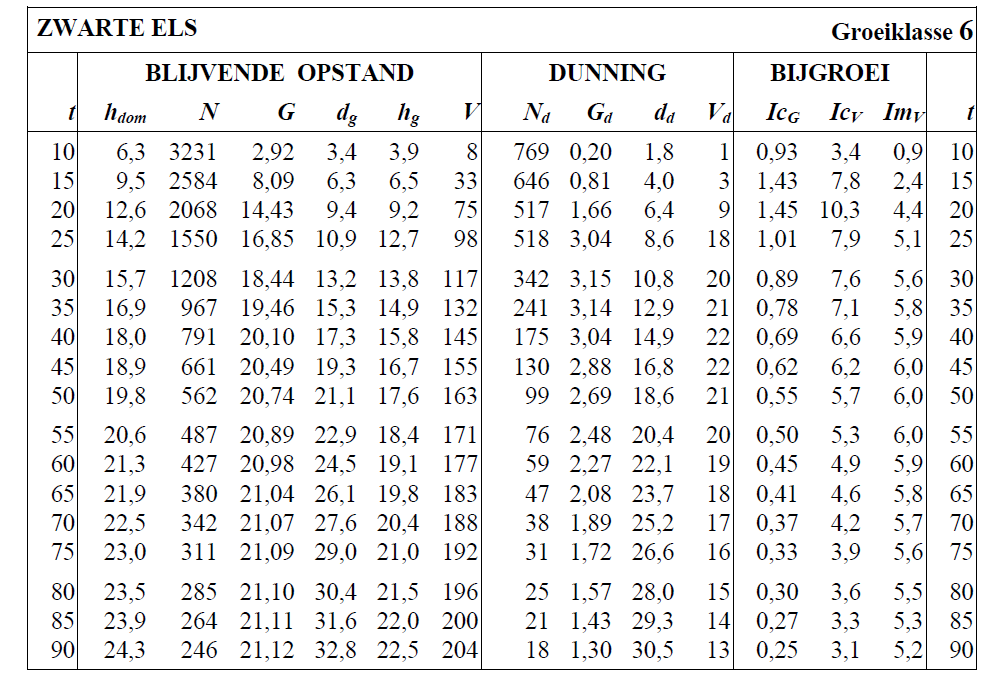 ZWARTE ELS Groeiklasse 6
BLIJVENDE OPSTAND DUNNING BIJGROEI
t hdom N G dg hg V Nd Gd dd Vd IcG IcV ImV t
10 6,3 3231 2,92 3,4 3,9 8 769 0,20 1,8 1 0,93 3,4 0,9 10
15 9,5 2584 8,09 6,3 6,5 33 646 0,81 4,0 3 1,43 7,8 2,4 15
20 12,6 2068 14,43 9,4 9,2 75 517 1,66 6,4 9 1,45 10,3 4,4 20
25 14,2 1550 16,85 10,9 12,7 98 518 3,04 8,6 18 1,01 7,9 5,1 25
30 15,7 1208 18,44 13,2 13,8 117 342 3,15 10,8 20 0,89 7,6 5,6 30
35 16,9 967 19,46 15,3 14,9 132 241 3,14 12,9 21 0,78 7,1 5,8 35
40 18,0 791 20,10 17,3 15,8 145 175 3,04 14,9 22 0,69 6,6 5,9 40
45 18,9 661 20,49 19,3 16,7 155 130 2,88 16,8 22 0,62 6,2 6,0 45
50 19,8 562 20,74 21,1 17,6 163 99 2,69 18,6 21 0,55 5,7 6,0 50
55 20,6 487 20,89 22,9 18,4 171 76 2,48 20,4 20 0,50 5,3 6,0 55
60 21,3 427 20,98 24,5 19,1 177 59 2,27 22,1 19 0,45 4,9 5,9 60
65 21,9 380 21,04 26,1 19,8 183 47 2,08 23,7 18 0,41 4,6 5,8 65
70 22,5 342 21,07 27,6 20,4 188 38 1,89 25,2 17 0,37 4,2 5,7 70
75 23,0 311 21,09 29,0 21,0 192 31 1,72 26,6 16 0,33 3,9 5,6 75
80 23,5 285 21,10 30,4 21,5 196 25 1,57 28,0 15 0,30 3,6 5,5 80
85 23,9 264 21,11 31,6 22,0 200 21 1,43 29,3 14 0,27 3,3 5,3 85
90 24,3 246 21,12 32,8 22,5 204 18 1,30 30,5 13 0,25 3,1 5,2 90